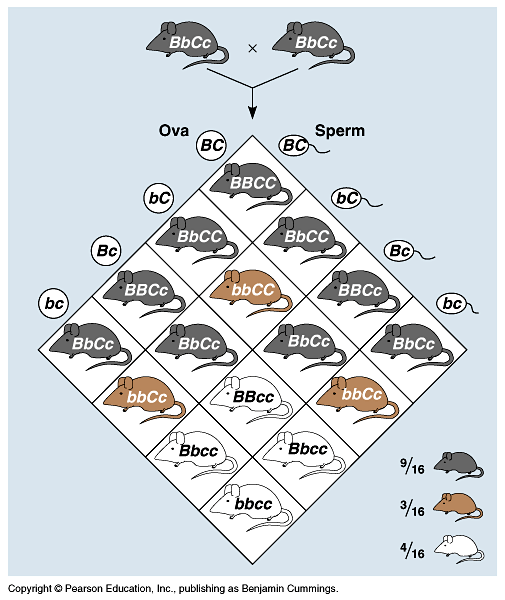 BbCc × BbCc
Ova Sperm
BC BC
BBCC
bC bC
BbCC BbCC
Bc Bc
BBCc bbCC BBCc
bc bc
BbCc BbCc BbCc BbCc
bbCc BBcc bbCc
Bbcc Bbcc
bbcc
9/16
3/16
4/16
Copyright © Pearson Education, Inc., publishing as Benjamin Cummings.